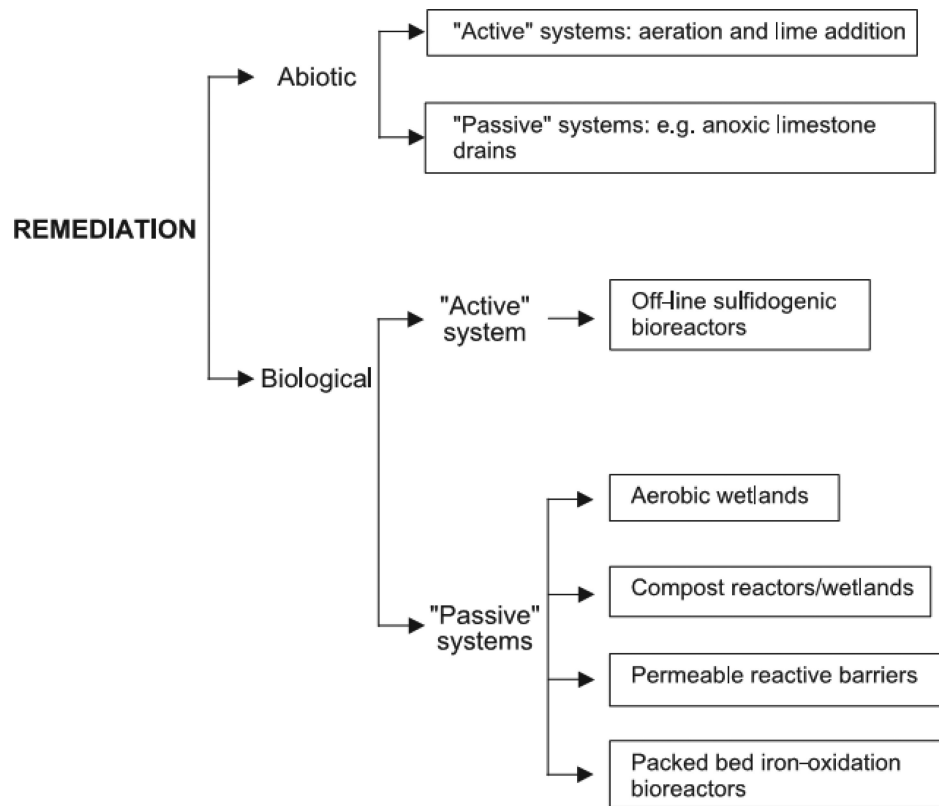 "Active" systems: aeration and lime addition
Abiotic
"Passive" systems: e.g. anoxic limestone
drains
REMEDIATION
"Active"
system
Off-line sulfidogenic
bioreactors
Biological
Aerobic wetlands
Compost reactors/wetlands
"Passive"
systems
Permeable reactive barriers
Packed bed iron-oxidation
bioreactors